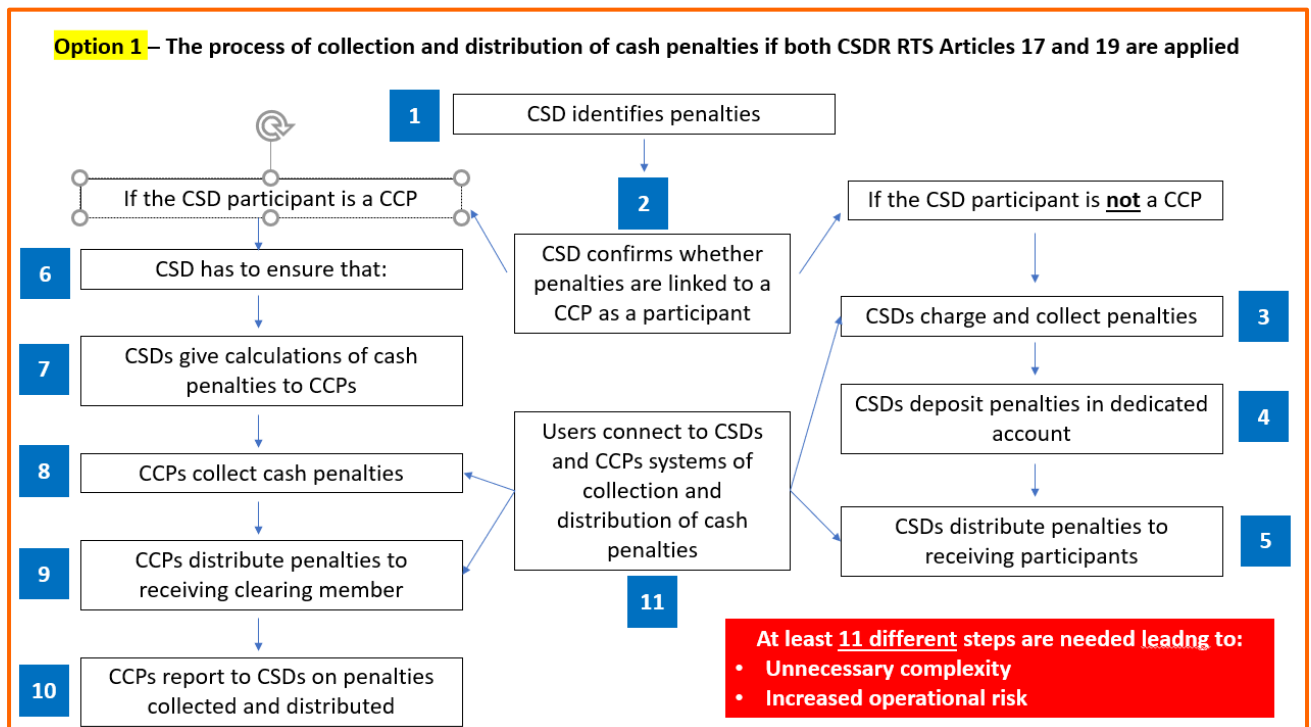 Option 1 – The process of collection and distribution of cash penalties if both CSDR RTS Articles 17 and 19 are applied
1
CSD identifies penalties
If the CSD participant is a CCP
2
If the CSD participant is not a CCP
CSD confirms whether
penalties are linked to a
CCP as a participant
6
CSD has to ensure that:
CSDs charge and collect penalties
3
7
CSDs give calculations of cash
penalties to CCPs
CSDs deposit penalties in dedicated
account
4
8
CCPs collect cash penalties
Users connect to CSDs
and CCPs systems of
collection and
distribution of cash
penalties
11
CSDs distribute penalties to
receiving participants
5
9
CCPs distribute penalties to
receiving clearing member
10
CCPs report to CSDs on penalties
collected and distributed
At least 11 different steps are needed leadng to:
• Unnecessary complexity
• Increased operational risk